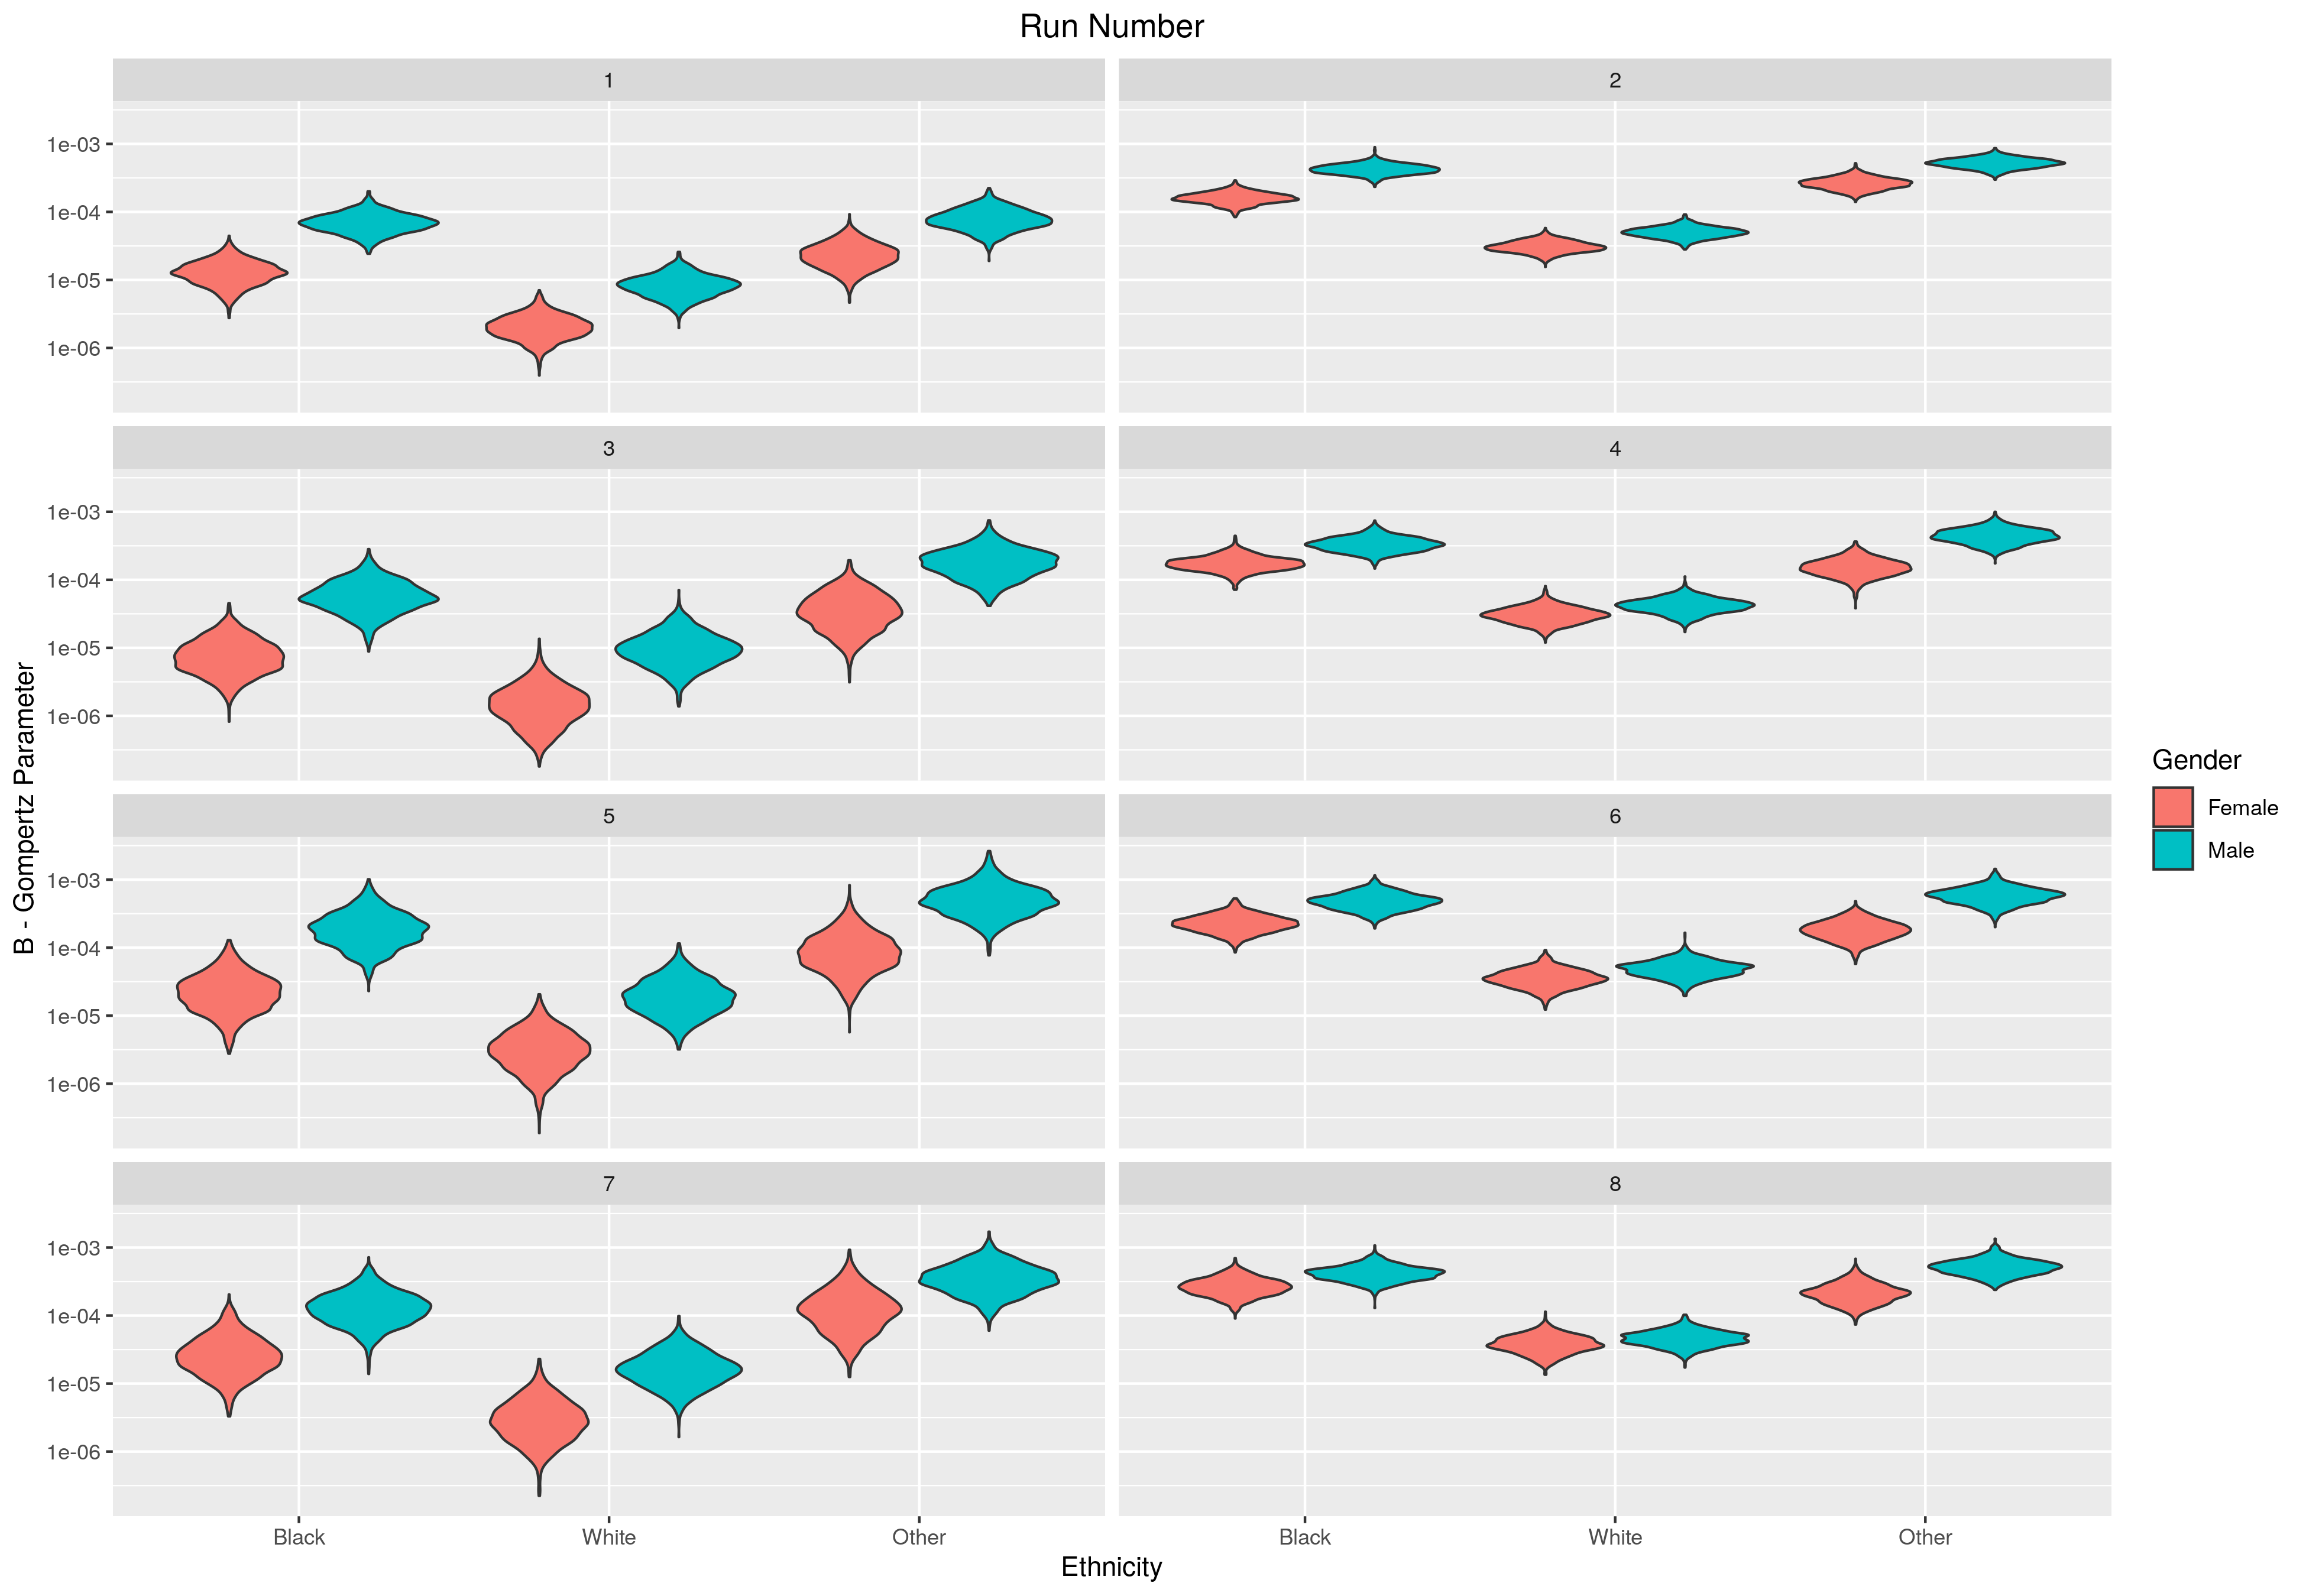 Run Number
1
2
1e-03
1e-04
1e-05
1e-06
3
4
1e-03
1e-04
1e-05
1e-06
5
6
1e-03
1e-04
1e-05
1e-06
7
8
1e-03
1e-04
1e-05
1e-06
Black
White
Other
Black
White
Other
Ethnicity
B - Gompertz Parameter
Gender
Female
Male